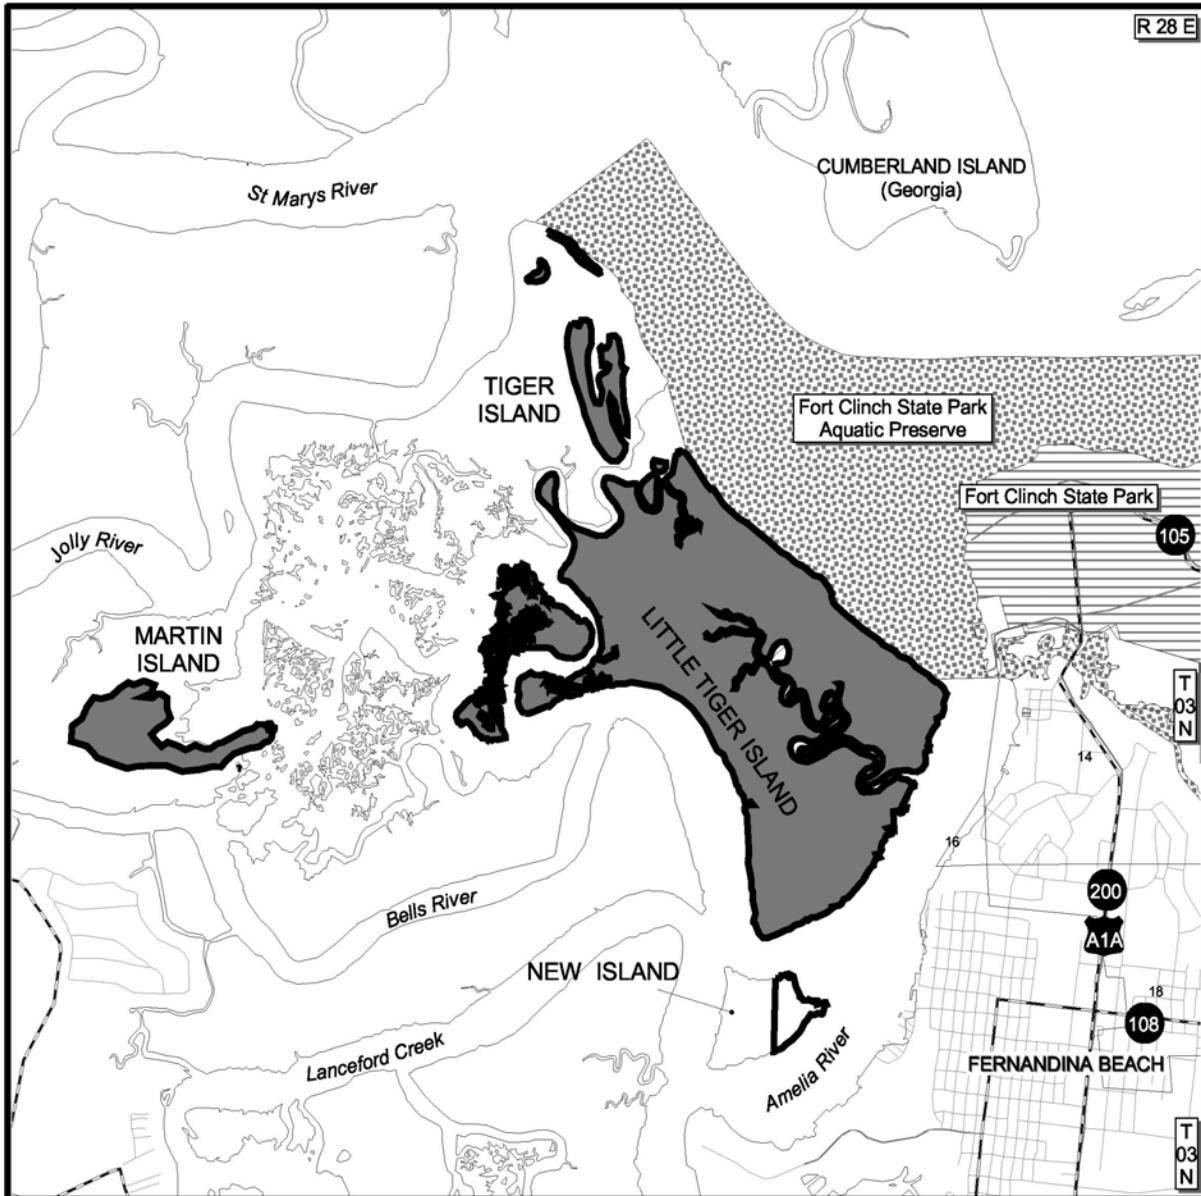 R 28 E
CUMBERLAND ISLAND
(Georgia)
St Marys River
TIGER
ISLAND
Fort Clinch State Park
Aquatic Preserve
Fort Clinch State Park
105
Jolly River
MARTIN
ISLAND
LITTLE TIGER ISLAND
T
03
N
14
16
200
A1A
Bells River
NEW ISLAND
18
108
Lanceford Creek
Amelia River
FERNANDINA BEACH
T
03
N